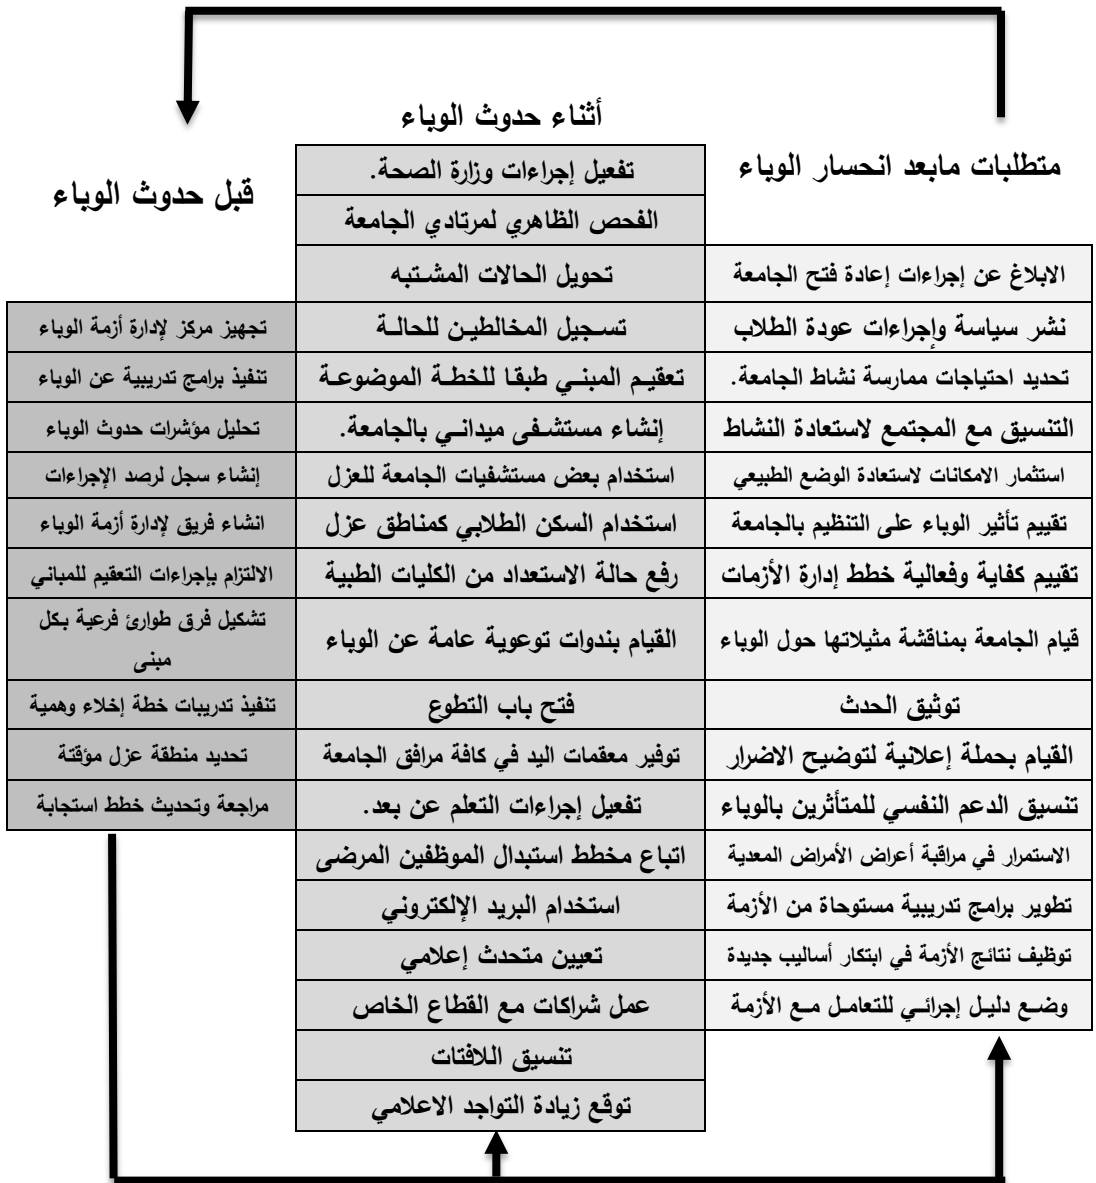 أثناء حدوث الوباء
متطلبات مابعد انحسار الوباء
قبل حدوث الوباء
الابلاغ عن إجراءات إعادة فتح الجامعة
نشر سياسة وإجراءات عودة الطلاب
تحديد احتياجات ممارسة نشاط الجامعة.
التنسيق مع المجتمع لاستعادة النشاط
استثمار الامكانات لاستعادة الوضع الطبيعي
تقييم تأثير الوباء على التنظيم بالجامعة
تقييم كفاية وفعالية خطط إدارة الأزمات
قيام الجامعة بمناقشة مثيلاتها حول الوباء
توثيق الحدث
القيام بحملة إعلانية لتوضيح الاضرار
تنسيق الدعم النفسي للمتأثرين بالوباء
الاستمرار في مراقبة أعراض الأمراض المعدية
تطوير برامج تدريبية مستوحاة من الأزمة
توظيف نتائج الأزمة في ابتكار أساليب جديدة
وضع دليل إجرائي للتعامل مع الأزمة
تفعيل إجراءات وزارة الصحة.
الفحص الظاهري لمرتادي الجامعة
تحويل الحالات المشتبه
تسجيل المخالطين للحالة
تعقيم المبني طبقا للخطة الموضوعة
إنشاء مستشفى ميداني بالجامعة.
استخدام بعض مستشفيات الجامعة للعزل
استخدام السكن الطلابي كمناطق عزل
رفع حالة الاستعداد من الكليات الطبية
القيام بندوات توعوية عامة عن الوباء
فتح باب التطوع
توفير معقمات اليد في كافة مرافق الجامعة
تفعيل إجراءات التعلم عن بعد.
اتباع مخطط استبدال الموظفين المرضى
استخدام البريد الإلكتروني
تعيين متحدث إعلامي
عمل شراكات مع القطاع الخاص
تنسيق اللافتات
توقع زيادة التواجد الاعلامي
تجهيز مركز لإدارة أزمة الوباء
تنفيذ برامج تدريبية عن الوباء
تحليل مؤشرات حدوث الوباء
إنشاء سجل لرصد الإجراءات
انشاء فريق لإدارة أزمة الوباء
الالتزام بإجراءات التعقيم للمباني
تشكيل فرق طوارئ فرعية بكل
مبنى
تنفيذ تدريبات خطة إخلاء وهمية
تحديد منطقة عزل مؤقتة
مراجعة وتحديث خطط استجابة